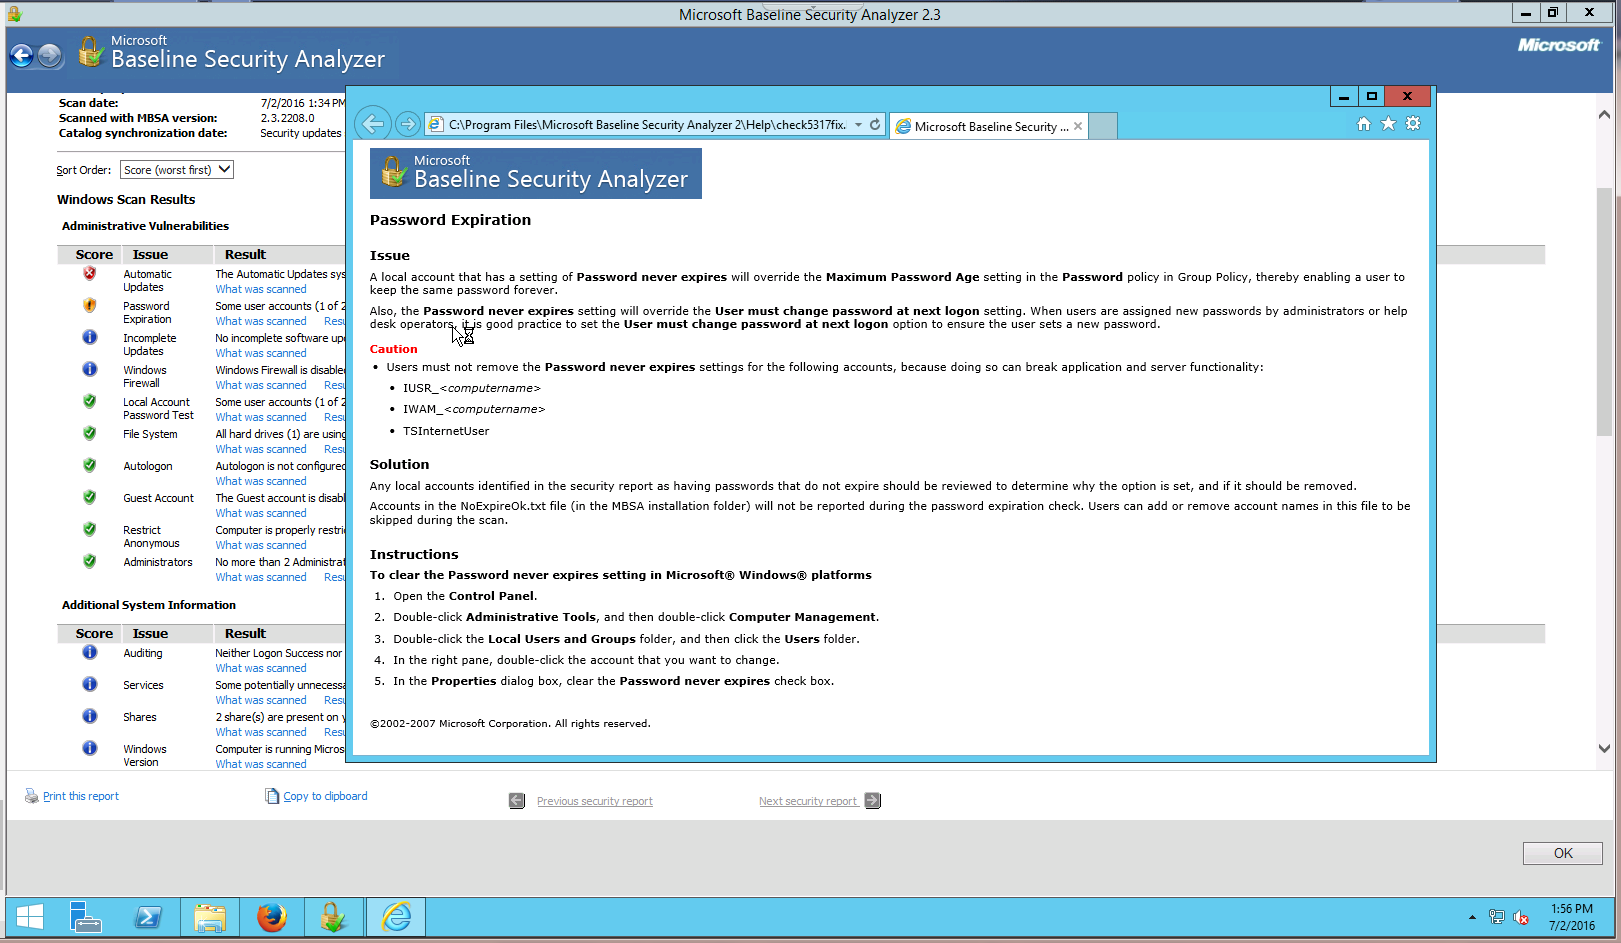 Microsoft Baseline Security Analyzer 2.3
Microsoft
Baseline Security Analyzer
Microsoft
Scan date: 7/2/2016 1:34 PM
Scanned with MBSA version: 2.3.2208.0
Catalog synchronization date: Security updates
Sort Order: Score (worst first)
Windows Scan Results
Administrative Vulnerabilities
Score Issue Result
Automatic Updates The Automatic Updates sys
What was scanned
Password Expiration Some user accounts (1 of 2
What was scanned Resu
Incomplete Updates No incomplete software up
What was scanned
Windows Firewall Windows Firewall is disable
What was scanned Resu
Local Account Password Test Some user accounts (1 of 2
What was scanned Resu
File System All hard drives (1) are using
What was scanned Resu
Autologon Autologon is not configured
What was scanned
Guest Account The Guest account is disabl
What was scanned
Restrict Anonymous Computer is properly restri
What was scanned
Administrators No more than 2 Administrat
What was scanned Resu
Additional System Information
Score Issue Result
Auditing Neither Logon Success nor
What was scanned
Services Some potentially unnecessa
What was scanned Resu
Shares 2 share(s) are present on y
What was scanned Resu
Windows Version Computer is running Micros
What was scanned
C:\Program Files\Microsoft Baseline Security Analyzer 2\Help\check5317fix.
Microsoft Baseline Security ...
Microsoft
Baseline Security Analyzer
Password Expiration
Issue
A local account that has a setting of Password never expires will override the Maximum Password Age setting in the Password policy in Group Policy, thereby enabling a user to
keep the same password forever.
Also, the Password never expires setting will override the User must change password at next logon setting. When users are assigned new passwords by administrators or help
desk operators, it is good practice to set the User must change password at next logon option to ensure the user sets a new password.
Caution
• Users must not remove the Password never expires settings for the following accounts, because doing so can break application and server functionality:
• IUSR_<computername>
• IWAM_<computername>
• TSInternetUser
Solution
Any local accounts identified in the security report as having passwords that do not expire should be reviewed to determine why the option is set, and if it should be removed.
Accounts in the NoExpireOk.txt file (in the MBSA installation folder) will not be reported during the password expiration check. Users can add or remove account names in this file to be
skipped during the scan.
Instructions
To clear the Password never expires setting in Microsoft® Windows® platforms
1. Open the Control Panel.
2. Double-click Administrative Tools, and then double-click Computer Management.
3. Double-click the Local Users and Groups folder, and then click the Users folder.
4. In the right pane, double-click the account that you want to change.
5. In the Properties dialog box, clear the Password never expires check box.
©2002-2007 Microsoft Corporation. All rights reserved.
Print this report Copy to clipboard Previous security report Next security report
OK
1:56 PM
7/2/2016